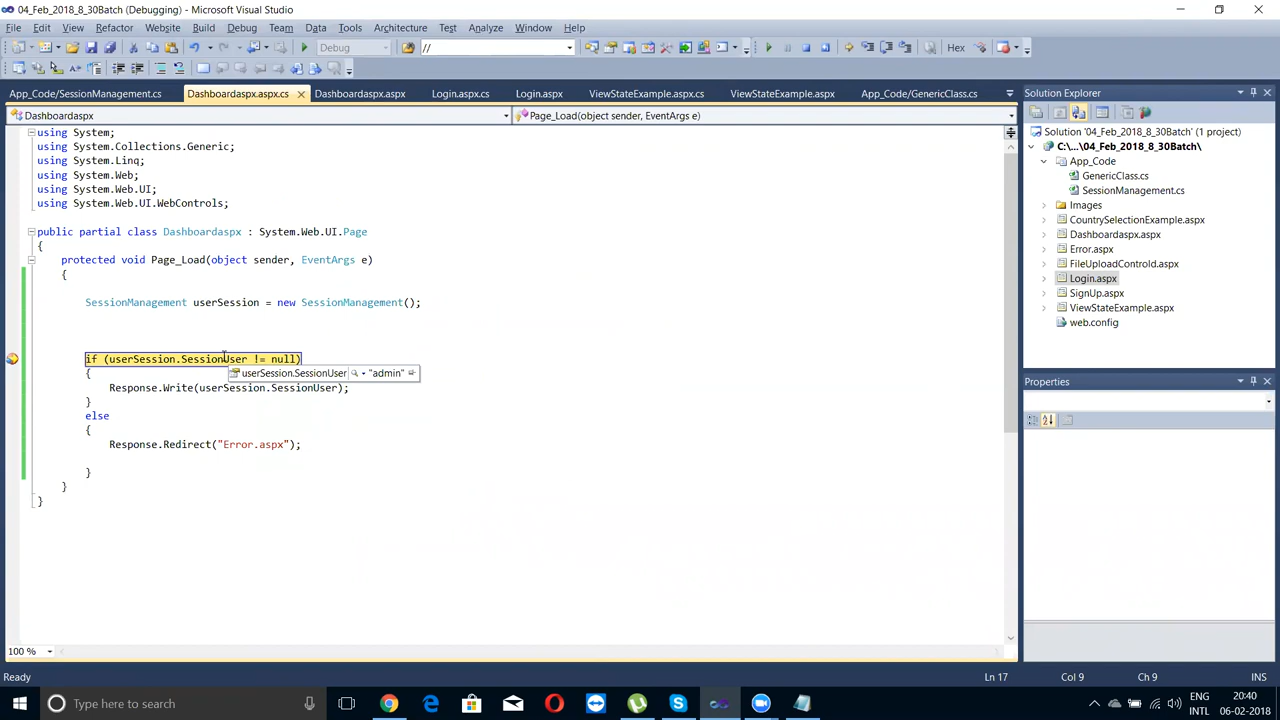 04_Feb_2018_8_30Batch (Debugging) - Microsoft Visual Studio
File Edit View Refactor Website Build Debug Team Data Tools Architecture Test Analyze Window Help
Debug // Hex
App_Code/SessionManagement.cs Dashboardaspx.aspx.cs Dashboardaspx.aspx Login.aspx.cs Login.aspx ViewStateExample.aspx.cs ViewStateExample.aspx App_Code/GenericClass.cs
Dashboardaspx Page_Load(object sender, EventArgs e)
using System;
using System.Collections.Generic;
using System.Linq;
using System.Web;
using System.Web.UI;
using System.Web.UI.WebControls;
public partial class Dashboardaspx : System.Web.UI.Page
{
protected void Page_Load(object sender, EventArgs e)
{
SessionManagement userSession = new SessionManagement();
if (userSession.SessionUser != null)
{
userSession.SessionUser "admin"
Response.Write(userSession.SessionUser);
}
else
{
Response.Redirect("Error.aspx");
}
}
}
100 %
Solution Explorer
Solution '04_Feb_2018_8_30Batch' (1 project)
C:\...\04_Feb_2018_8_30Batch\
App_Code
GenericClass.cs
SessionManagement.cs
Images
CountrySelectionExample.aspx
Dashboardaspx.aspx
Error.aspx
FileUploadControld.aspx
Login.aspx
SignUp.aspx
ViewStateExample.aspx
web.config
Properties
Ready Ln 17 Col 9 Ch 9 INS
Type here to search
ENG
INTL
20:40
06-02-2018